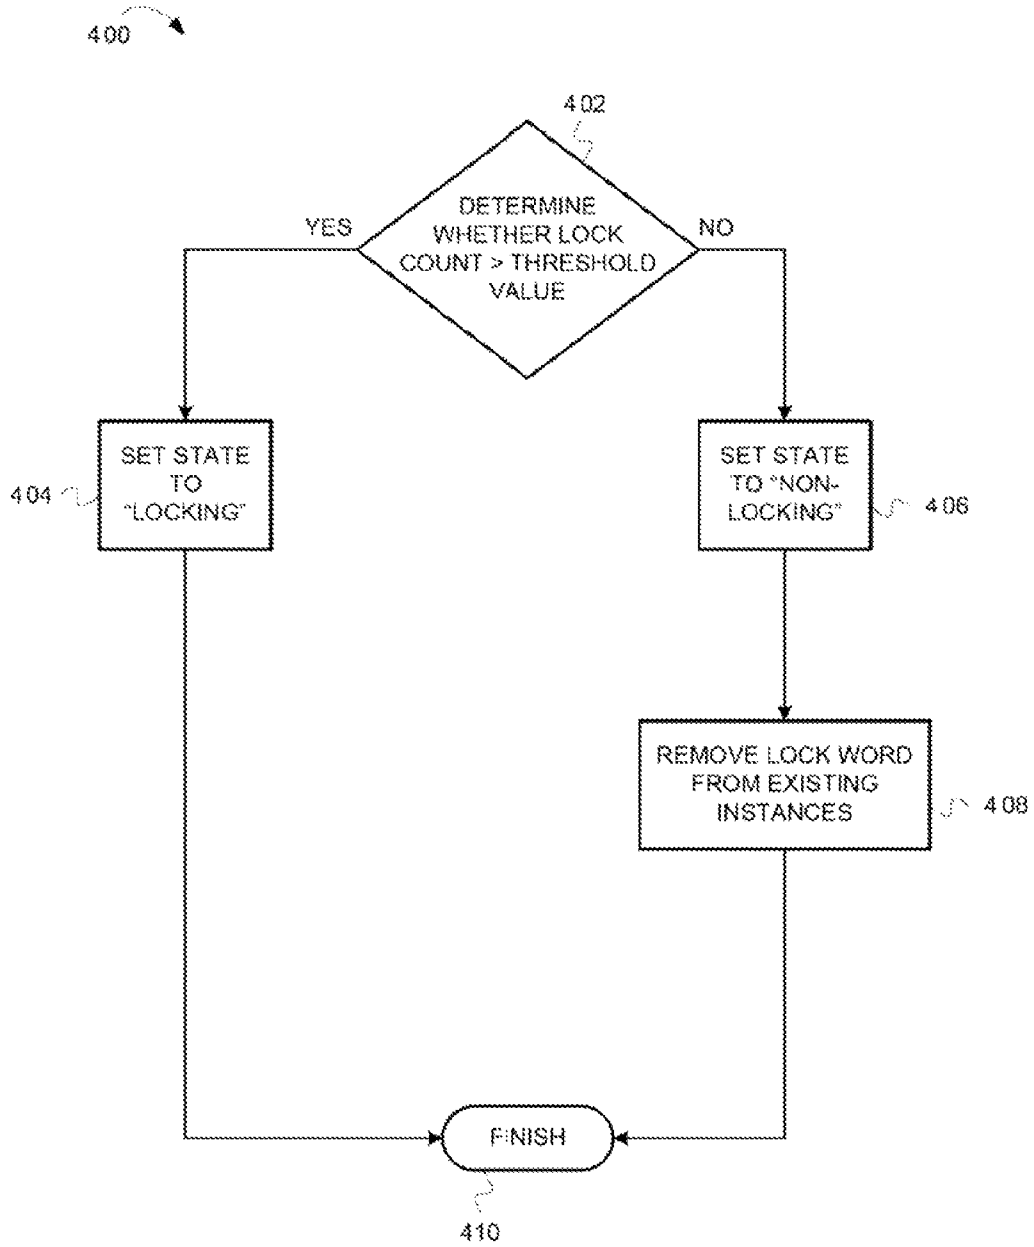 400
402
DETERMINE
WHETHER LOCK
COUNT > THRESHOLD
VALUE
YES
NO
SET STATE
TO
"LOCKING"
404
SET STATE
TO "NON-
LOCKING"
406
REMOVE LOCK WORD
FROM EXISTING
INSTANCES
408
FINISH
410